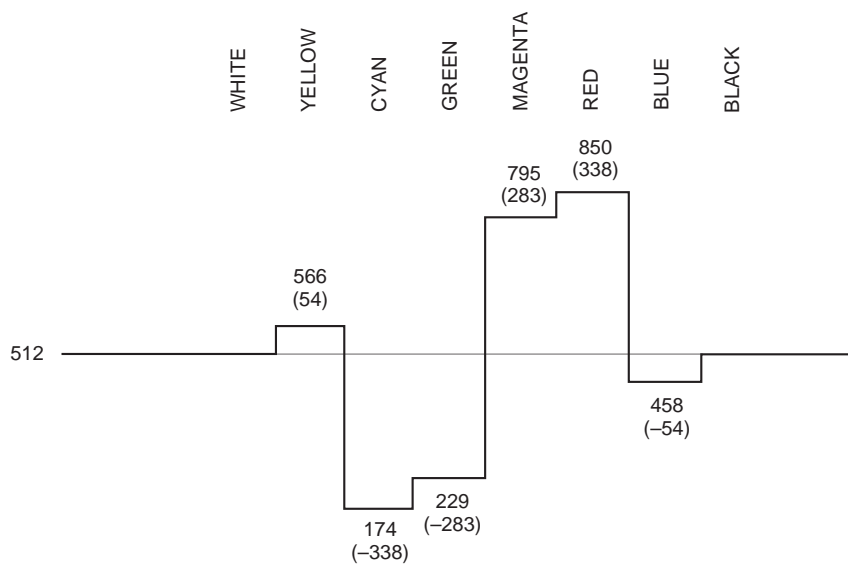 WHITE
YELLOW
CYAN
GREEN
MAGENTA
RED
BLUE
BLACK
850
(338)
795
(283)
566
(54)
512
458
(–54)
229
(–283)
174
(–338)